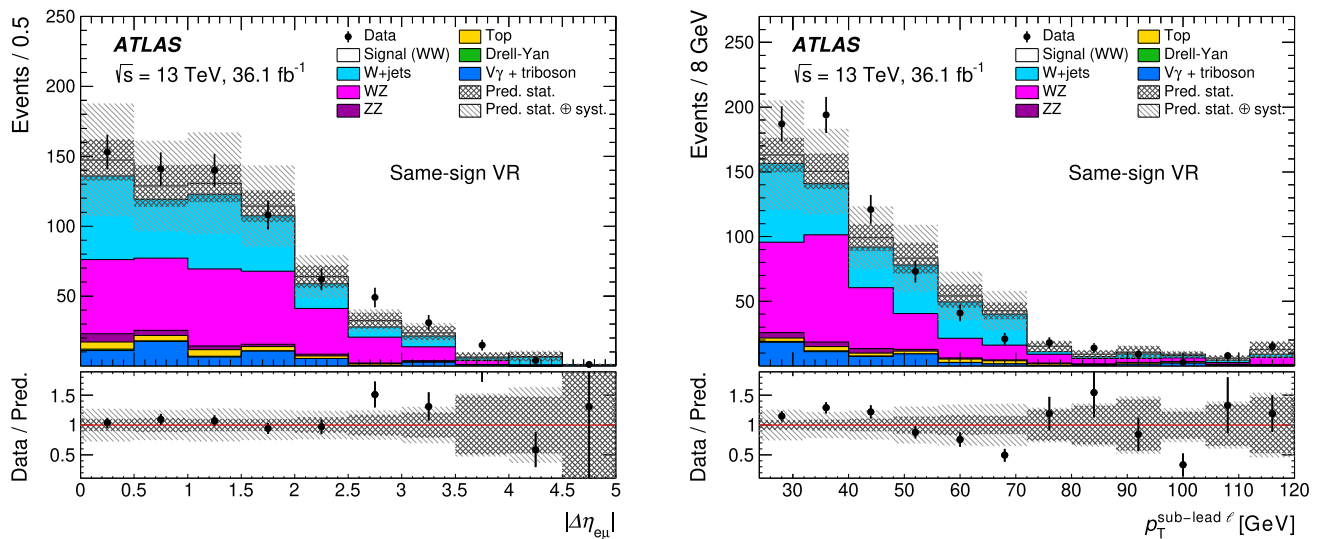 Events / 0.5
250
200
150
100
50
ATLAS
√s = 13 TeV, 36.1 fb⁻¹
Data
Signal (WW)
W+jets
WZ
ZZ
Top
Drell-Yan
Vγ + triboson
Pred. stat.
Pred. stat. ⊕ syst.
Same-sign VR
Data / Pred.
1.5
1
0.5
0 0.5 1 1.5 2 2.5 3 3.5 4 4.5 5
|Δηeμ|
Events / 8 GeV
250
200
150
100
50
ATLAS
√s = 13 TeV, 36.1 fb⁻¹
Data
Signal (WW)
W+jets
WZ
ZZ
Top
Drell-Yan
Vγ + triboson
Pred. stat.
Pred. stat. ⊕ syst.
Same-sign VR
Data / Pred.
1.5
1
0.5
30 40 50 60 70 80 90 100 110 120
pT sub−lead ℓ [GeV]